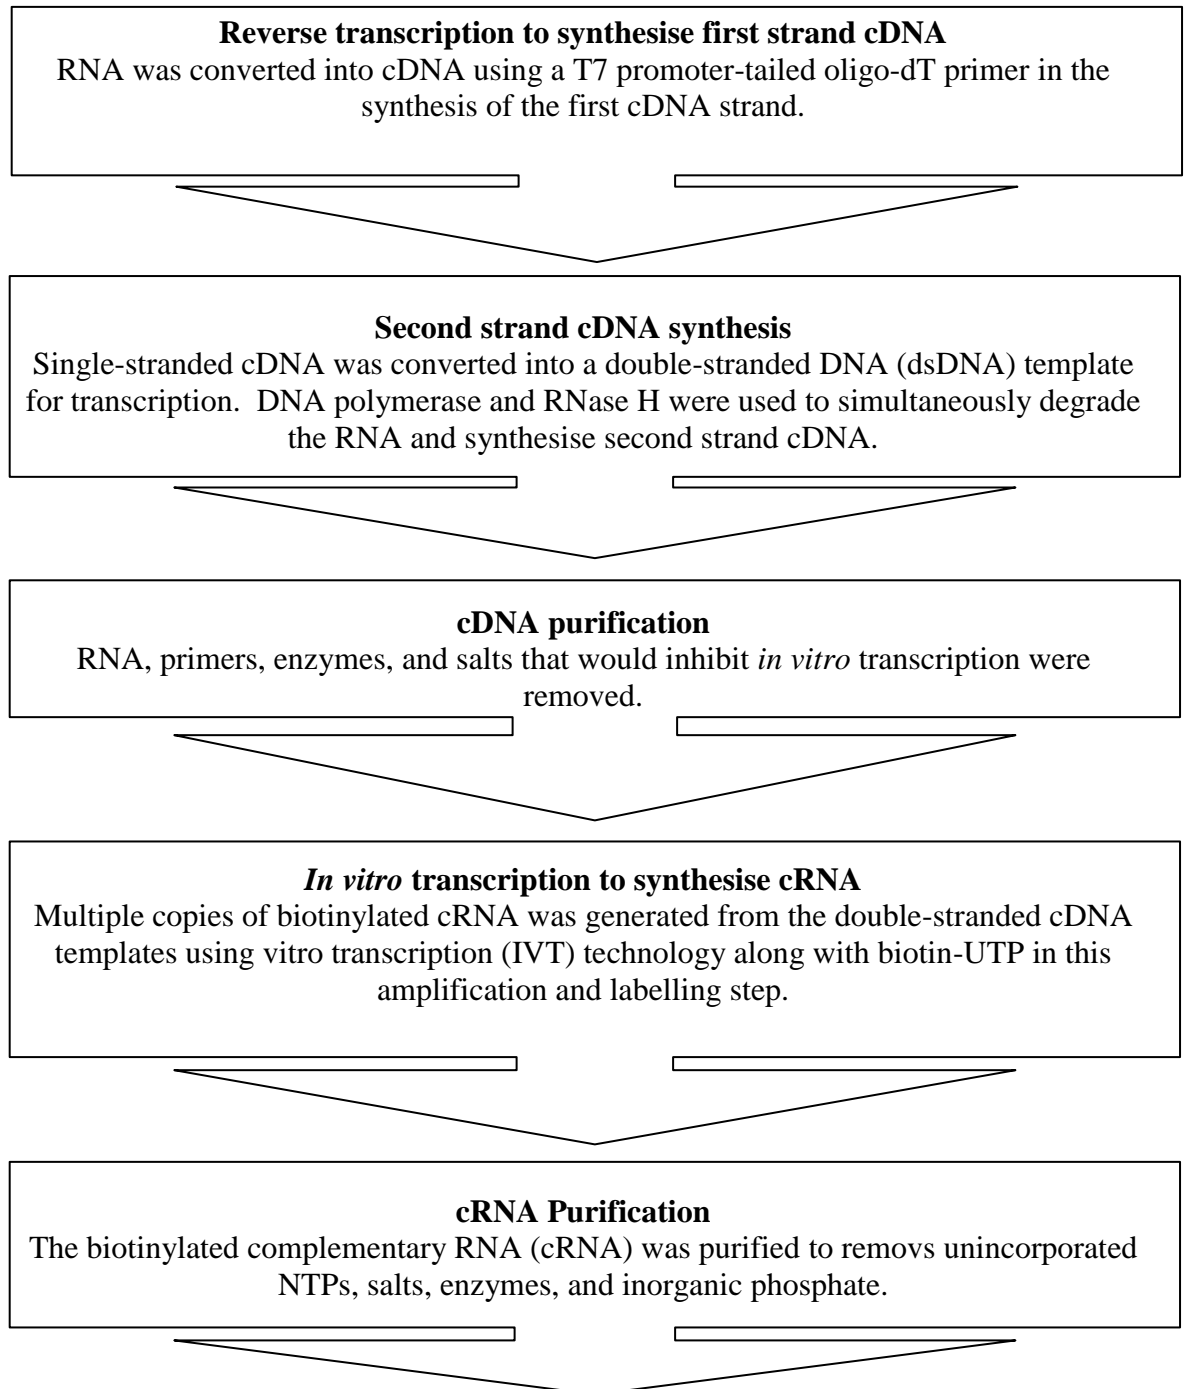 Reverse transcription to synthesise first strand cDNA
RNA was converted into cDNA using a T7 promoter-tailed oligo-dT primer in the
synthesis of the first cDNA strand.
Second strand cDNA synthesis
Single-stranded cDNA was converted into a double-stranded DNA (dsDNA) template
for transcription.  DNA polymerase and RNase H were used to simultaneously degrade
the RNA and synthesise second strand cDNA.
cDNA purification
RNA, primers, enzymes, and salts that would inhibit in vitro transcription were
removed.
In vitro transcription to synthesise cRNA
Multiple copies of biotinylated cRNA was generated from the double-stranded cDNA
templates using vitro transcription (IVT) technology along with biotin-UTP in this
amplification and labelling step.
cRNA Purification
The biotinylated complementary RNA (cRNA) was purified to removs unincorporated
NTPs, salts, enzymes, and inorganic phosphate.